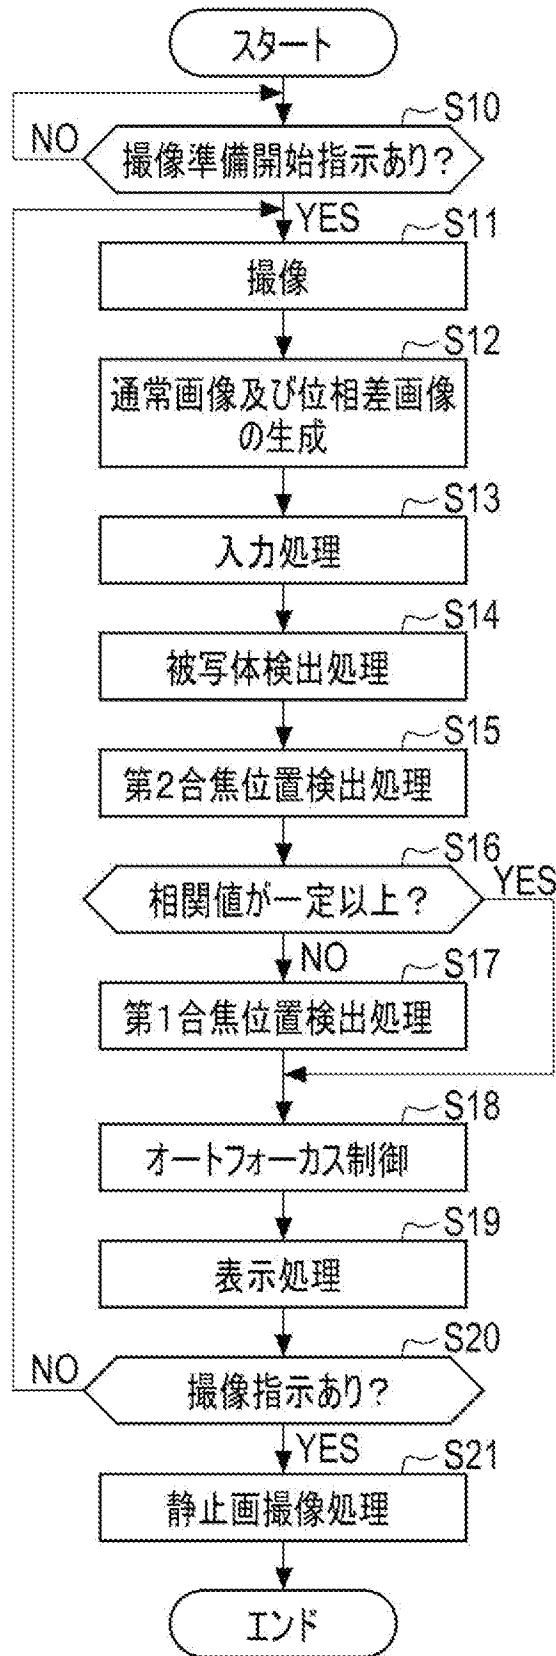 スタート
S10
NO
撮像準備開始指示あり？
YES
S11
撮像
S12
通常画像及び位相差画像
の生成
S13
入力処理
S14
被写体検出処理
S15
第2合焦位置検出処理
S16
YES
相関値が一定以上？
NO
S17
第1合焦位置検出処理
S18
オートフォーカス制御
S19
表示処理
S20
NO
撮像指示あり？
YES
S21
静止画撮像処理
エンド